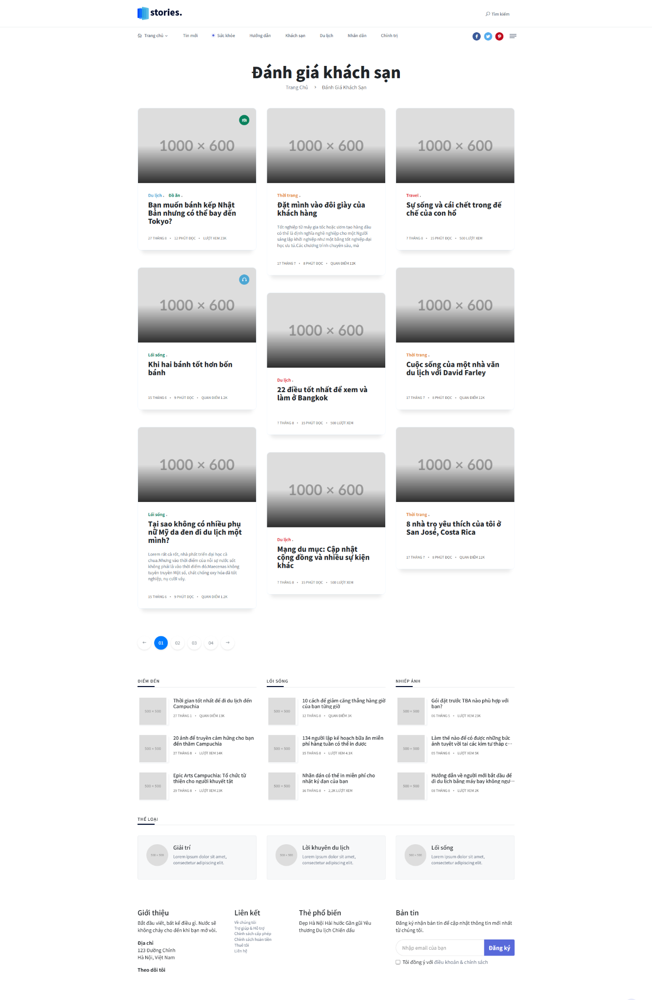 stories.
Tìm kiếm
Trang chủ
Tin mới
Sức khỏe
Hướng dẫn
Khách sạn
Du lịch
Nhân dân
Chính trị
Đánh giá khách sạn
Trang Chủ > Đánh Giá Khách Sạn
1000 × 600
Du lịch . Đồ ăn .
Bạn muốn bánh kếp Nhật
Bản nhưng có thể bay đến
Tokyo?
27 THÁNG 8 • 12 PHÚT ĐỌC • LƯỢT XEM 23K
1000 × 600
Thời trang .
Đặt mình vào đôi giày của
khách hàng
Tốt nghiệp từ máy gia tốc hoặc ươm tạo hàng đầu
có thể là định nghĩa nghề nghiệp cho một Người
sáng lập khởi nghiệp như một bằng tốt nghiệp đại
học ưu tú.Các chương trình chuyên sâu, mà
17 THÁNG 7 • 8 PHÚT ĐỌC • QUAN ĐIỂM 12K
1000 × 600
Travel .
Sự sống và cái chết trong đế
chế của con hổ
7 THÁNG 8 • 15 PHÚT ĐỌC • 500 LƯỢT XEM
1000 × 600
Lối sống .
Khi hai bánh tốt hơn bốn
bánh
15 THÁNG 6 • 9 PHÚT ĐỌC • QUAN ĐIỂM 1.2K
1000 × 600
Du lịch .
22 điều tốt nhất để xem và
làm ở Bangkok
7 THÁNG 8 • 15 PHÚT ĐỌC • 500 LƯỢT XEM
1000 × 600
Thời trang .
Cuộc sống của một nhà văn
du lịch với David Farley
17 THÁNG 7 • 8 PHÚT ĐỌC • QUAN ĐIỂM 12K
1000 × 600
Lối sống .
Tại sao không có nhiều phụ
nữ Mỹ da đen đi du lịch một
mình?
Lorem rất cà rốt, nhà phát triển đại học cà
chua.Nhưng vào thời điểm của nỗi sợ nước sốt
không phải là vào thời điểm đó.Maecenas không
tuyên truyền Một số, chất chống oxy hóa đã tốt
nghiệp, nụ cười váy.
15 THÁNG 6 • 9 PHÚT ĐỌC • QUAN ĐIỂM 1.2K
1000 × 600
Du lịch .
Mạng du mục: Cập nhật
cộng đồng và nhiều sự kiện
khác
7 THÁNG 8 • 15 PHÚT ĐỌC • 500 LƯỢT XEM
1000 × 600
Thời trang .
8 nhà trọ yêu thích của tôi ở
San José, Costa Rica
17 THÁNG 7 • 8 PHÚT ĐỌC • QUAN ĐIỂM 12K
← 01 02 03 04 →
ĐIỂM ĐẾN
500 × 500
Thời gian tốt nhất để đi du lịch đến
Campuchia
27 THÁNG 1 • QUAN ĐIỂM 13K
500 × 500
20 ảnh để truyền cảm hứng cho bạn
đến thăm Campuchia
27 THÁNG 8 • LƯỢT XEM 14K
500 × 500
Epic Arts Campuchia: Tổ chức từ
thiện cho người khuyết tật
29 THÁNG 8 • LƯỢT XEM 23K
LỐI SỐNG
500 × 500
10 cách để giảm căng thẳng hàng giờ
của bạn từng giờ
12 THÁNG 8 • QUAN ĐIỂM 3K
500 × 500
134 người lập kế hoạch bữa ăn miễn
phí hàng tuần có thể in được
15 THÁNG 8 • LƯỢT XEM 4.1K
500 × 500
Nhãn dán có thể in miễn phí cho
nhật ký đạn của bạn
16 THÁNG 8 • 2,2K LƯỢT XEM
NHIẾP ẢNH
500 × 500
Gói đặt trước TBA nào phù hợp với
bạn?
06 THÁNG 5 • LƯỢT XEM 23K
500 × 500
Làm thế nào để có được những bức
ảnh tuyệt vời tại các kim tự tháp c…
05 THÁNG 6 • LƯỢT XEM 5K
500 × 500
Hướng dẫn về người mới bắt đầu để
đi du lịch bằng máy bay không ngư…
08 THÁNG 8 • LƯỢT XEM 2K
THỂ LOẠI
500 × 500
Giải trí
Lorem ipsum dolor sit amet,
consectetur adipiscing elit.
500 × 500
Lời khuyên du lịch
Lorem ipsum dolor sit amet,
consectetur adipiscing elit.
500 × 500
Lối sống
Lorem ipsum dolor sit amet,
consectetur adipiscing elit.
Giới thiệu
Bắt đầu viết, bất kể điều gì. Nước sẽ
không chảy cho đến khi bạn mở vòi.
Địa chỉ
123 Đường Chính
Hà Nội, Việt Nam
Theo dõi tôi
Liên kết
Về chúng tôi
Trợ giúp & Hỗ trợ
Chính sách cấp phép
Chính sách hoàn tiền
Thuê tôi
Liên hệ
Thẻ phổ biến
Đẹp Hà Nội Hài hước Gần gũi Yêu
thương Du lịch Chiến đấu
Bản tin
Đăng ký nhận bản tin để cập nhật thông tin mới nhất
từ chúng tôi.
Nhập email của bạn
Đăng ký
Tôi đồng ý với điều khoản & chính sách